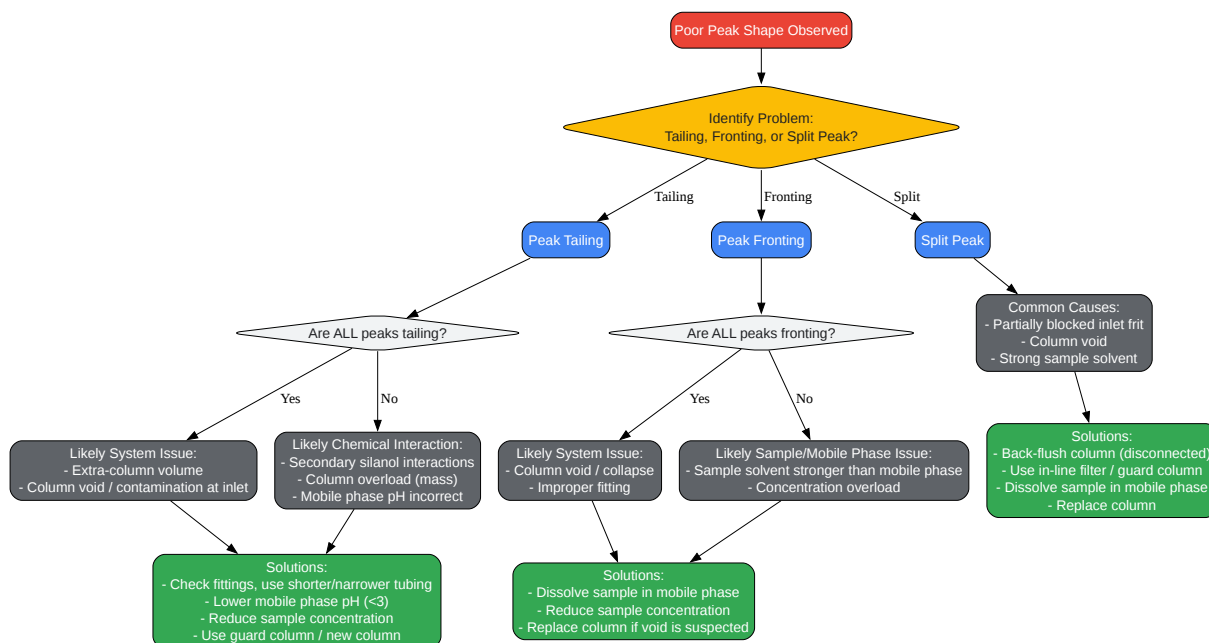 Poor Peak Shape Observed
Identify Problem:
Tailing, Fronting, or Split Peak?
Tailing
Fronting
Split
Peak Tailing
Peak Fronting
Split Peak
Are ALL peaks tailing?
Are ALL peaks fronting?
Common Causes:
- Partially blocked inlet frit
- Column void
- Strong sample solvent
Yes
No
Yes
No
Likely System Issue:
- Extra-column volume
- Column void / contamination at inlet
Likely Chemical Interaction:
- Secondary silanol interactions
- Column overload (mass)
- Mobile phase pH incorrect
Likely System Issue:
- Column void / collapse
- Improper fitting
Likely Sample/Mobile Phase Issue:
- Sample solvent stronger than mobile phase
- Concentration overload
Solutions:
- Back-flush column (disconnected)
- Use in-line filter / guard column
- Dissolve sample in mobile phase
- Replace column
Solutions:
- Check fittings, use shorter/narrower tubing
- Lower mobile phase pH (<3)
- Reduce sample concentration
- Use guard column / new column
Solutions:
- Dissolve sample in mobile phase
- Reduce sample concentration
- Replace column if void is suspected